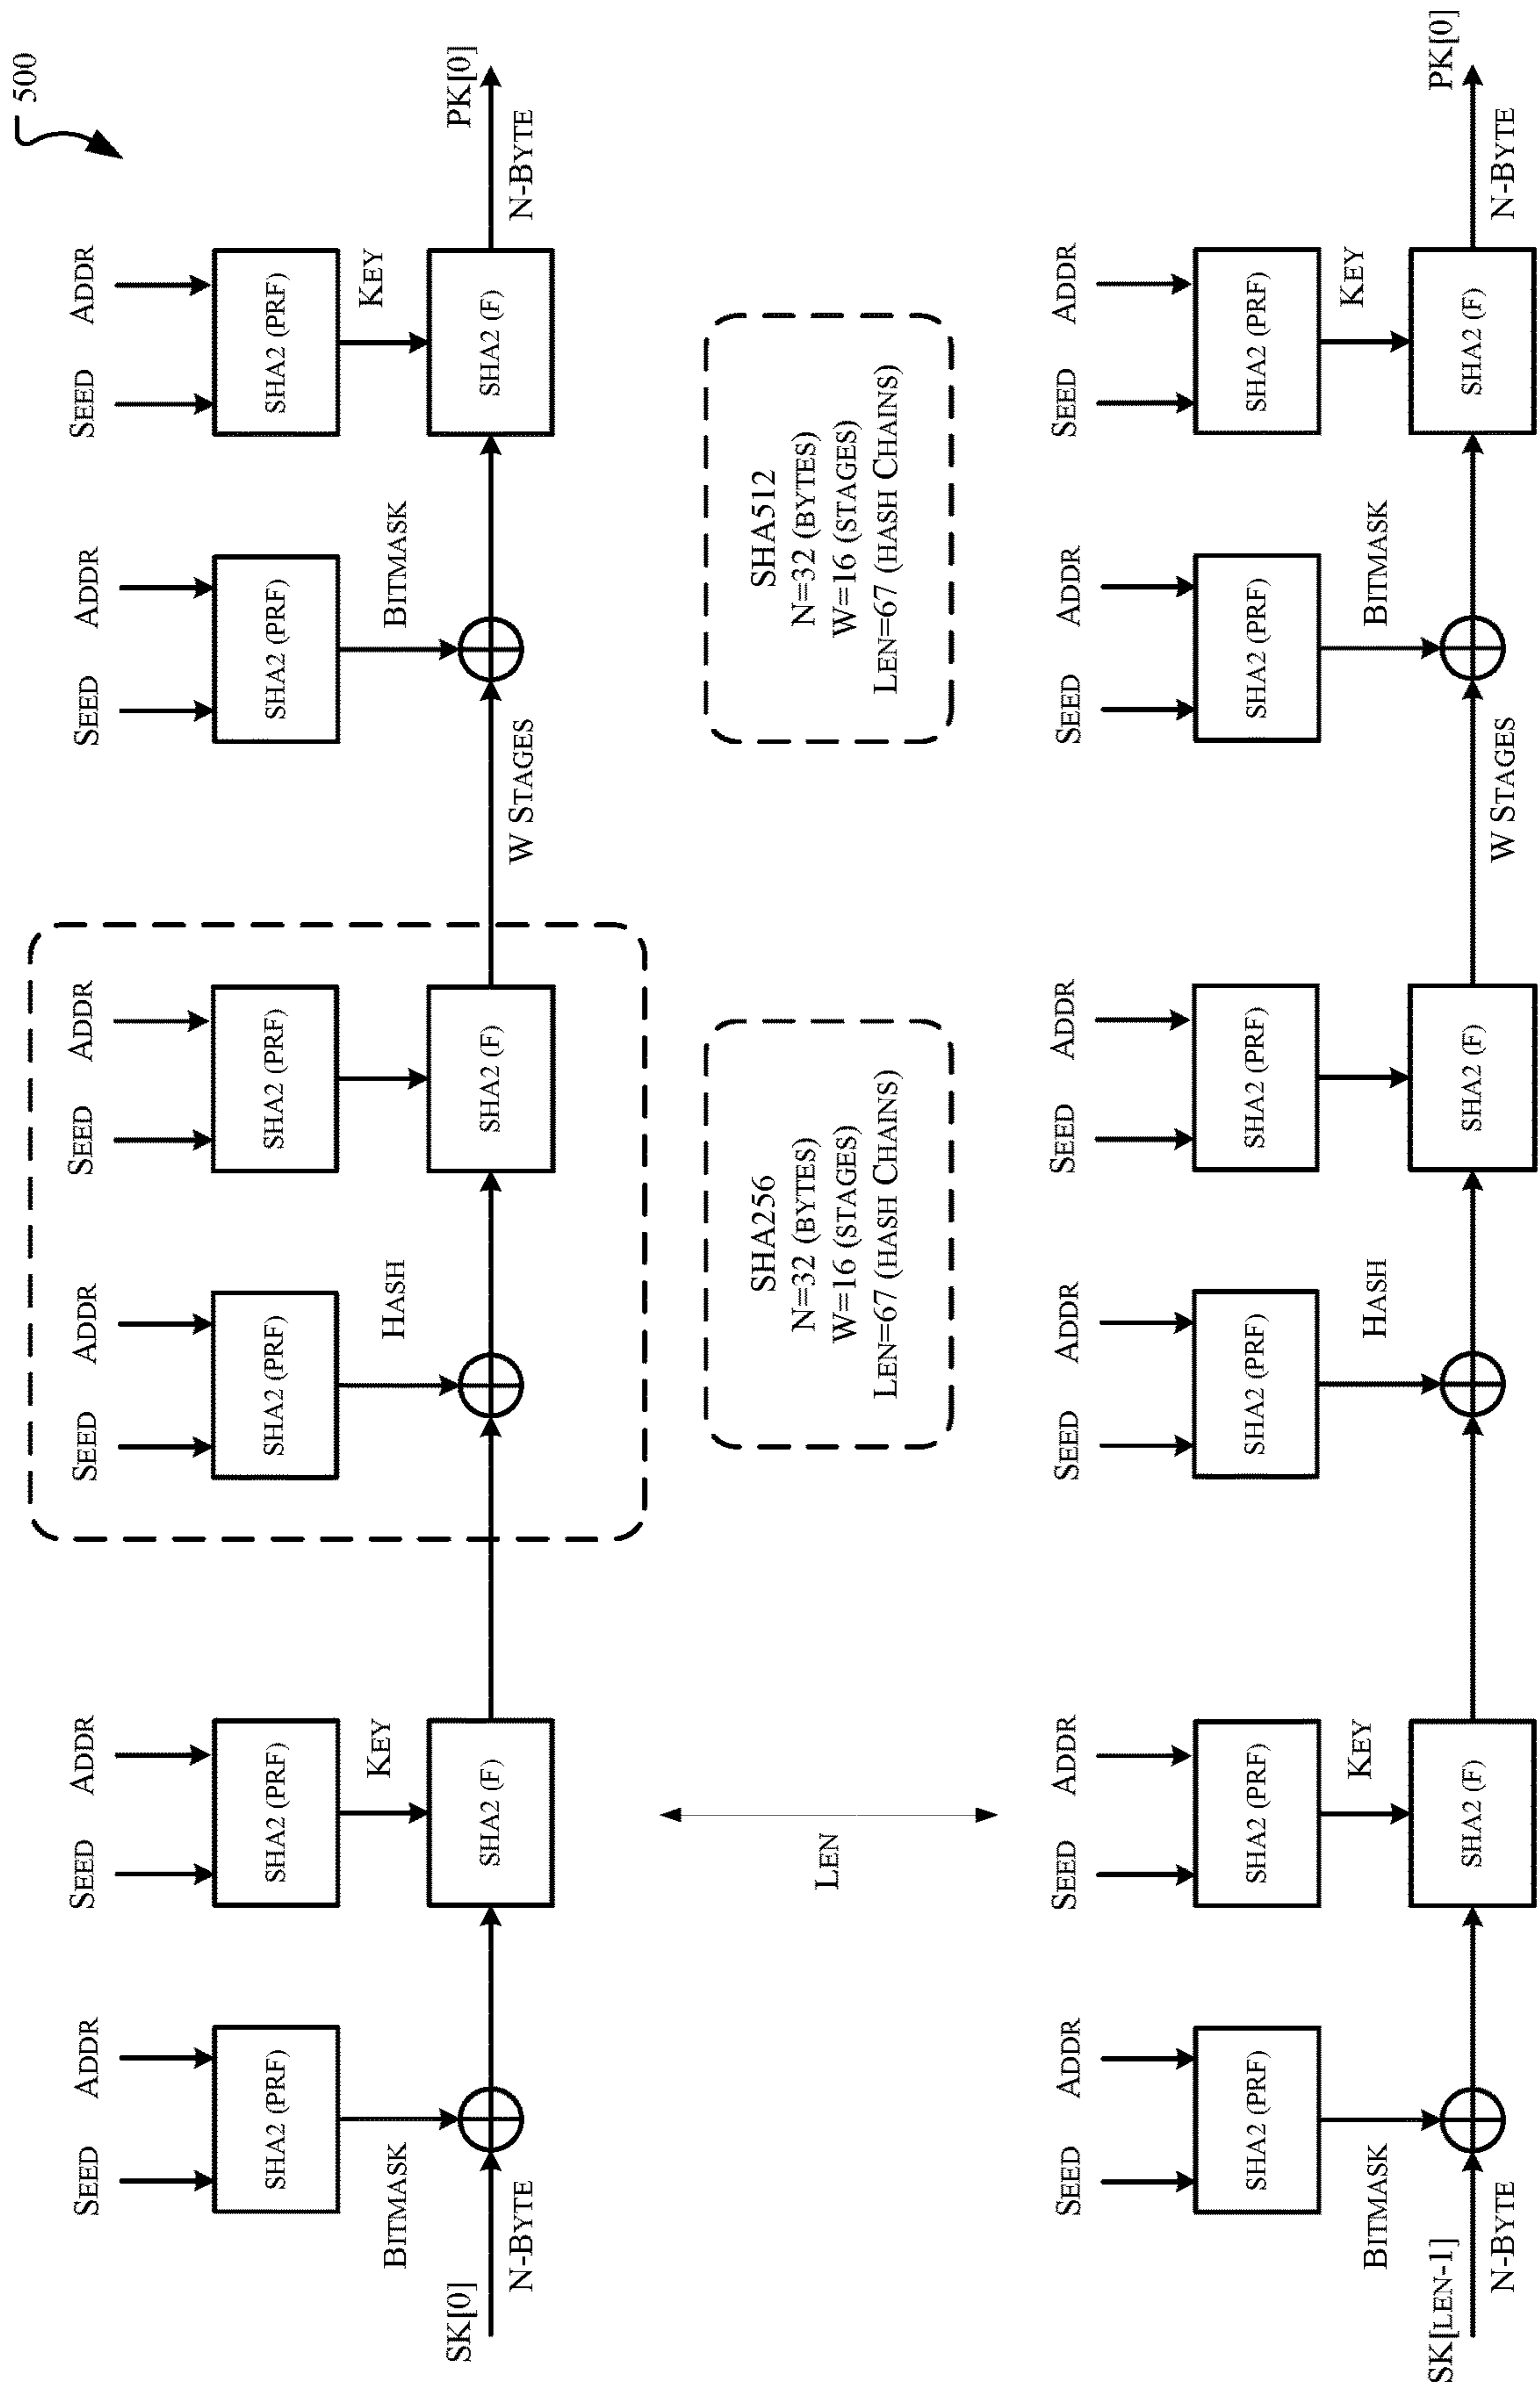 500
SEED
ADDR
SEED
ADDR
SEED
ADDR
SEED
ADDR
SEED
ADDR
SEED
ADDR
SHA2 (PRF)
SHA2 (PRF)
SHA2 (PRF)
SHA2 (PRF)
SHA2 (PRF)
SHA2 (PRF)
BITMASK
KEY
HASH
BITMASK
KEY
SK[0]
SHA2 (F)
SHA2 (F)
SHA2 (F)
PK[0]
N-BYTE
W STAGES
N-BYTE
LEN
SHA256
N=32 (BYTES)
W=16 (STAGES)
LEN=67 (HASH CHAINS)
SHA512
N=32 (BYTES)
W=16 (STAGES)
LEN=67 (HASH CHAINS)
SEED
ADDR
SEED
ADDR
SEED
ADDR
SEED
ADDR
SEED
ADDR
SEED
ADDR
SHA2 (PRF)
SHA2 (PRF)
SHA2 (PRF)
SHA2 (PRF)
SHA2 (PRF)
SHA2 (PRF)
BITMASK
KEY
HASH
BITMASK
KEY
SK[LEN-1]
SHA2 (F)
SHA2 (F)
SHA2 (F)
PK[0]
N-BYTE
W STAGES
N-BYTE